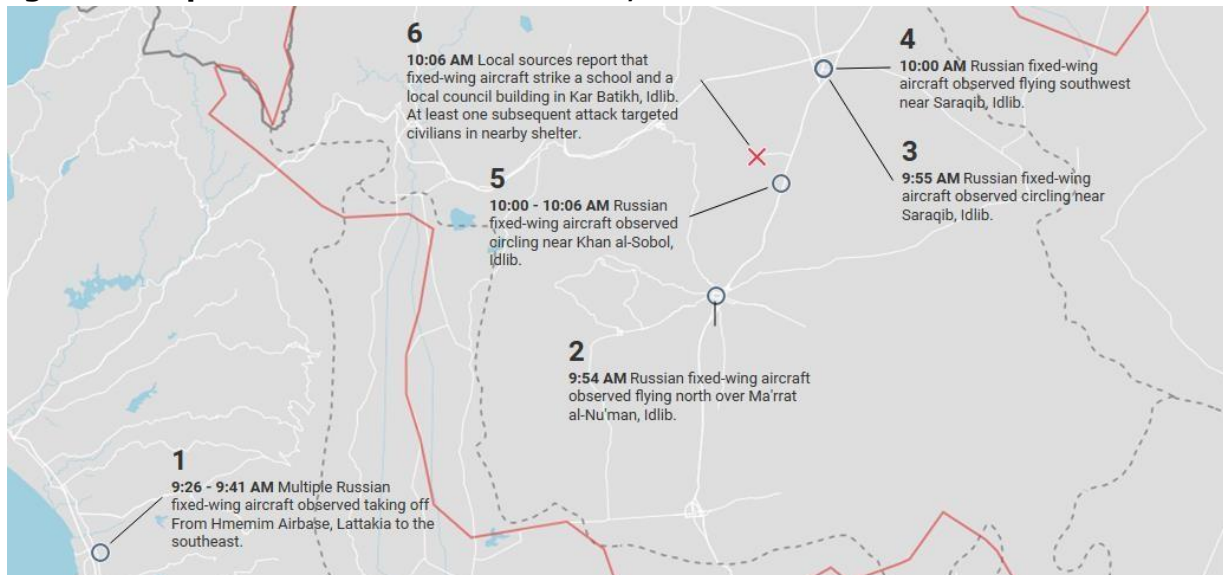 6
10:06 AM Local sources report that
fixed-wing aircraft strike a school and a
local council building in Kar Batikh, Idlib.
At least one subsequent attack targeted
civilians in nearby shelter.
4
10:00 AM Russian fixed-wing
aircraft observed flying southwest
near Saraqib, Idlib.
3
9:55 AM Russian fixed-wing
aircraft observed circling near
Saraqib, Idlib.
5
10:00 - 10:06 AM Russian
fixed-wing aircraft observed
circling near Khan al-Sobol,
Idlib.
2
9:54 AM Russian fixed-wing aircraft
observed flying north over Ma'rrat
al-Nu'man, Idlib.
1
9:26 - 9:41 AM Multiple Russian
fixed-wing aircraft observed taking off
From Hmemim Airbase, Lattakia to the
southeast.